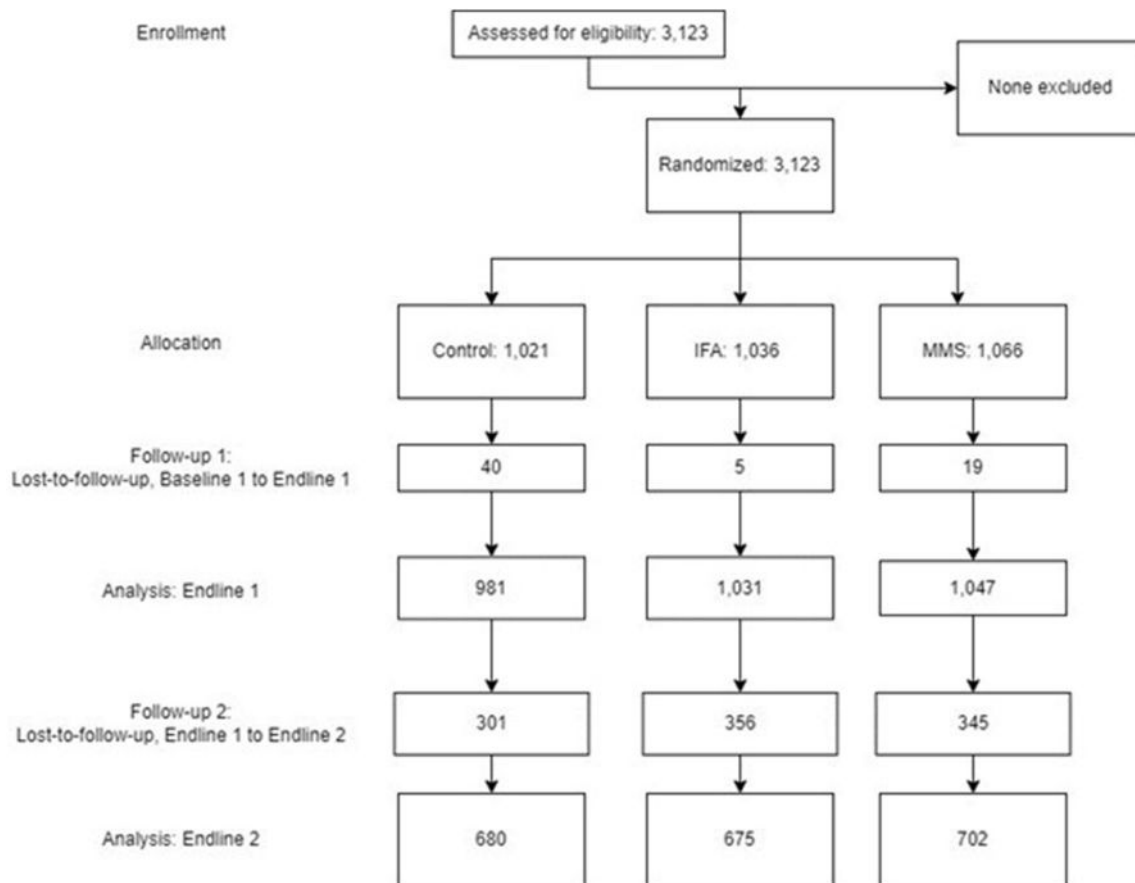 Enrollment
Assessed for eligibility: 3,123
None excluded
Randomized: 3,123
Allocation
Control: 1,021
IFA: 1,036
MMS: 1,066
Follow-up 1:
Lost-to-follow-up, Baseline 1 to Endline 1
40
5
19
Analysis: Endline 1
981
1,031
1,047
Follow-up 2:
Lost-to-follow-up, Endline 1 to Endline 2
301
356
345
Analysis: Endline 2
680
675
702